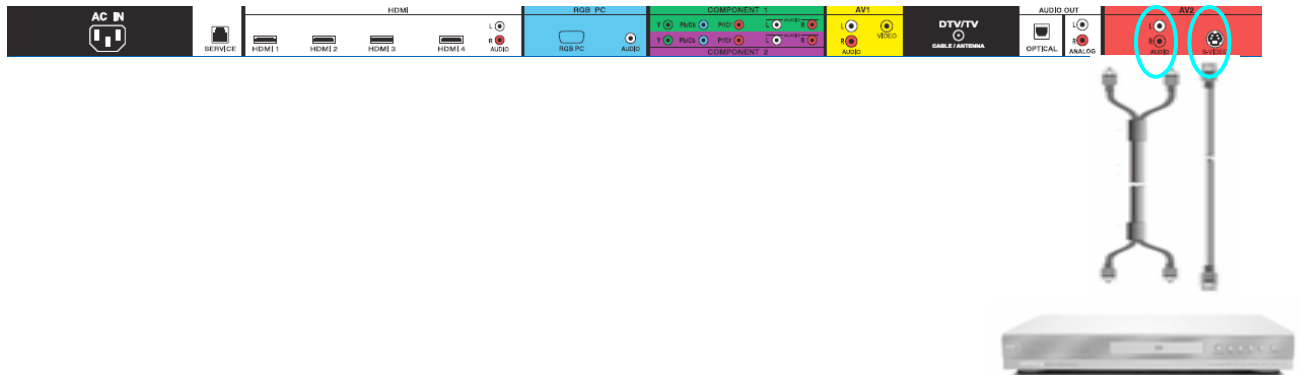 AC IN
SERVICE
HDMI
HDMI 1
HDMI 2
HDMI 3
HDMI 4
L
R
AUDIO
RGB PC
RGB PC
AUDIO
COMPONENT 1
Y Pb/Cb Pr/Cr L AUDIO R
Y Pb/Cb Pr/Cr L AUDIO R
COMPONENT 2
AV1
L
R
AUDIO
VIDEO
DTV/TV
CABLE / ANTENNA
AUDIO OUT
OPTICAL
L
R
ANALOG
AV2
L
R
AUDIO
S-VIDEO